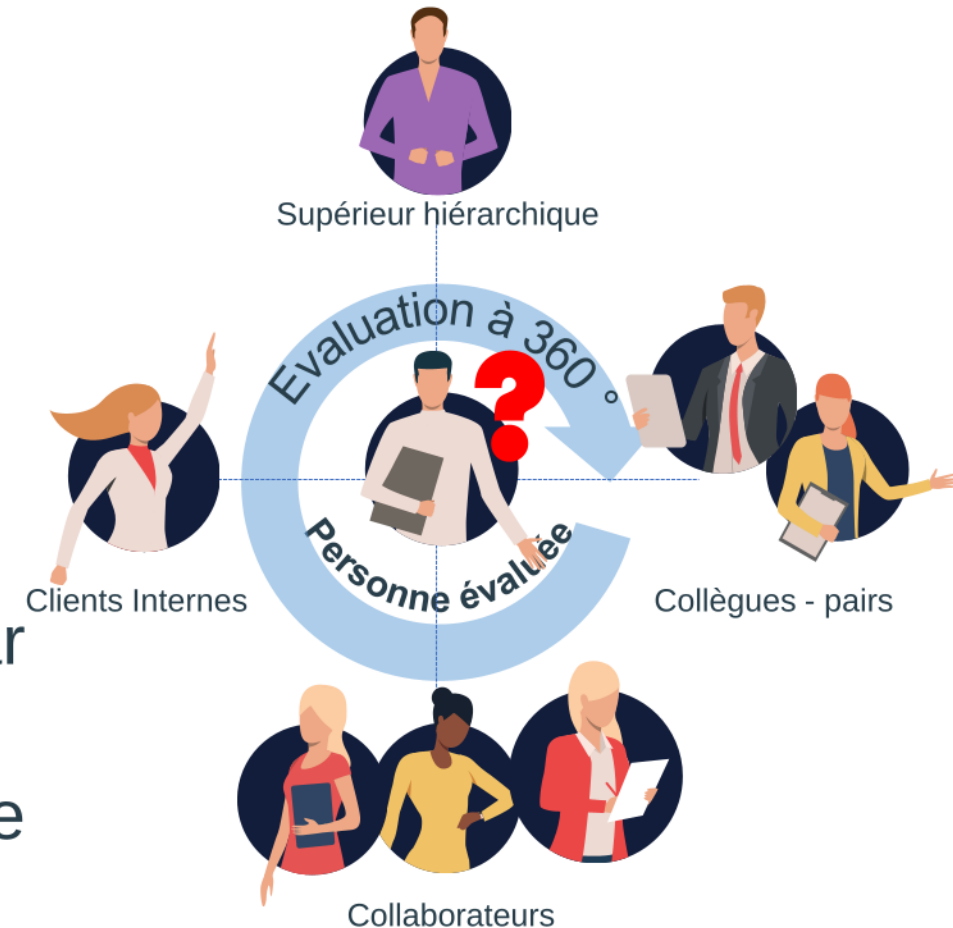 Supérieur hiérarchique
Evaluation à 360 °
?
Personne évaluée
Clients Internes
Collègues - pairs
Collaborateurs